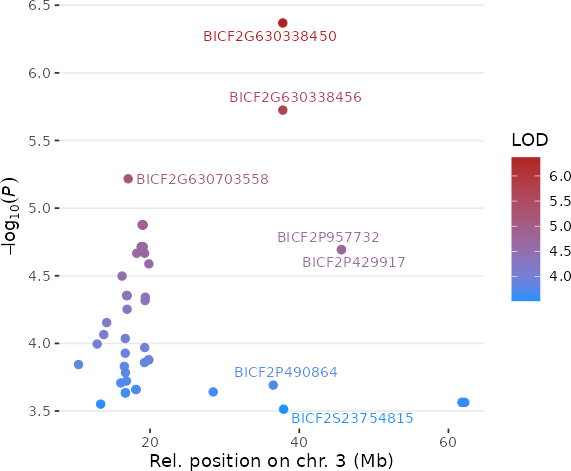 6.5
BICF2G630338450
6.0
BICF2G630338456
5.5
BICF2G630703558
5.0
BICF2P957732
BICF2P429917
4.5
4.0
BICF2P490864
BICF2S23754815
3.5
−log10(P)
20
40
60
Rel. position on chr. 3 (Mb)
LOD
6.0
5.5
5.0
4.5
4.0